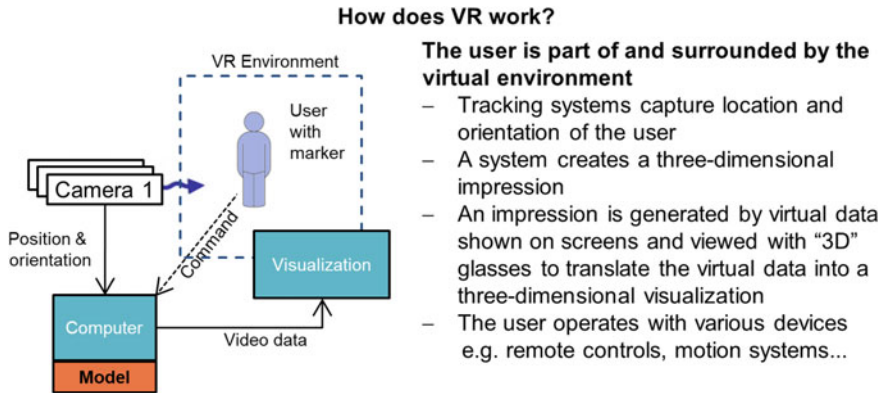 How does VR work?
VR Environment
User
with
marker
Camera 1
Position &
orientation
Command
Visualization
Computer
Video data
Model
The user is part of and surrounded by the
virtual environment
– Tracking systems capture location and
orientation of the user
– A system creates a three-dimensional
impression
– An impression is generated by virtual data
shown on screens and viewed with “3D”
glasses to translate the virtual data into a
three-dimensional visualization
– The user operates with various devices
e.g. remote controls, motion systems...